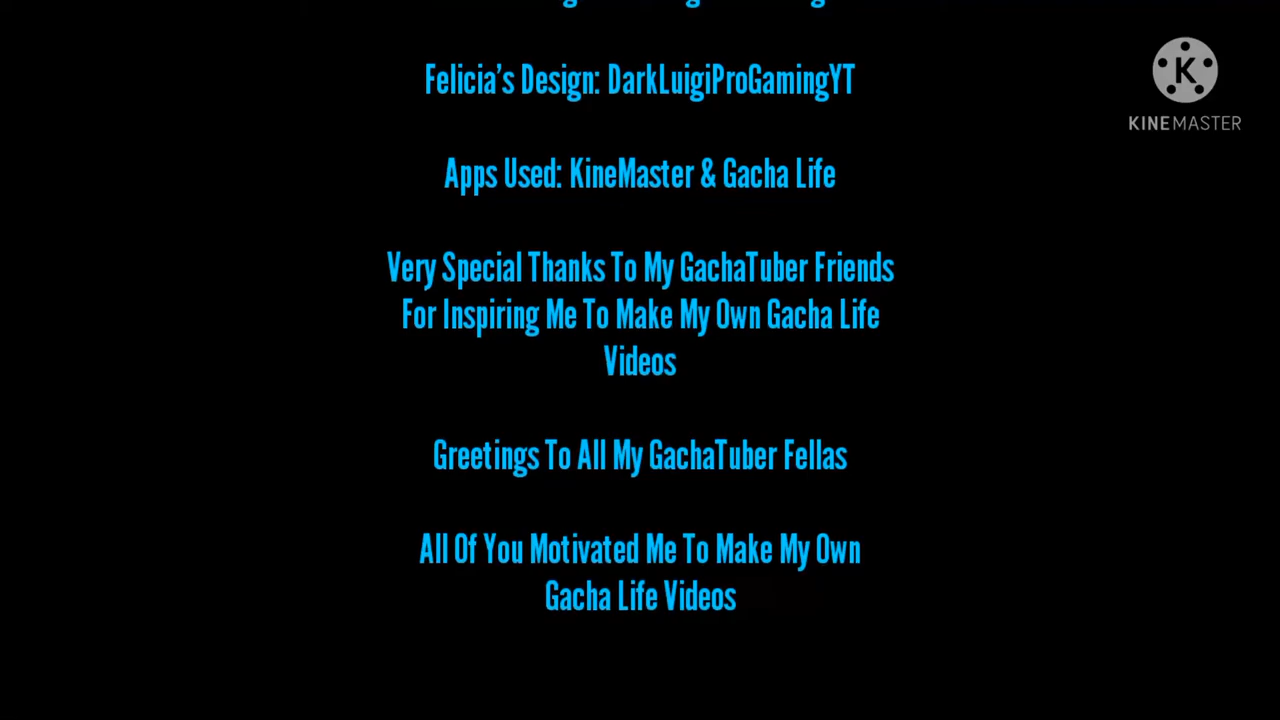 Felicia's Design: DarkLuigiProGamingYT
K
KINEMASTER
Apps Used: KineMaster & Gacha Life
Very Special Thanks To My GachaTuber Friends
For Inspiring Me To Make My Own Gacha Life
Videos
Greetings To All My GachaTuber Fellas
All Of You Motivated Me To Make My Own
Gacha Life Videos